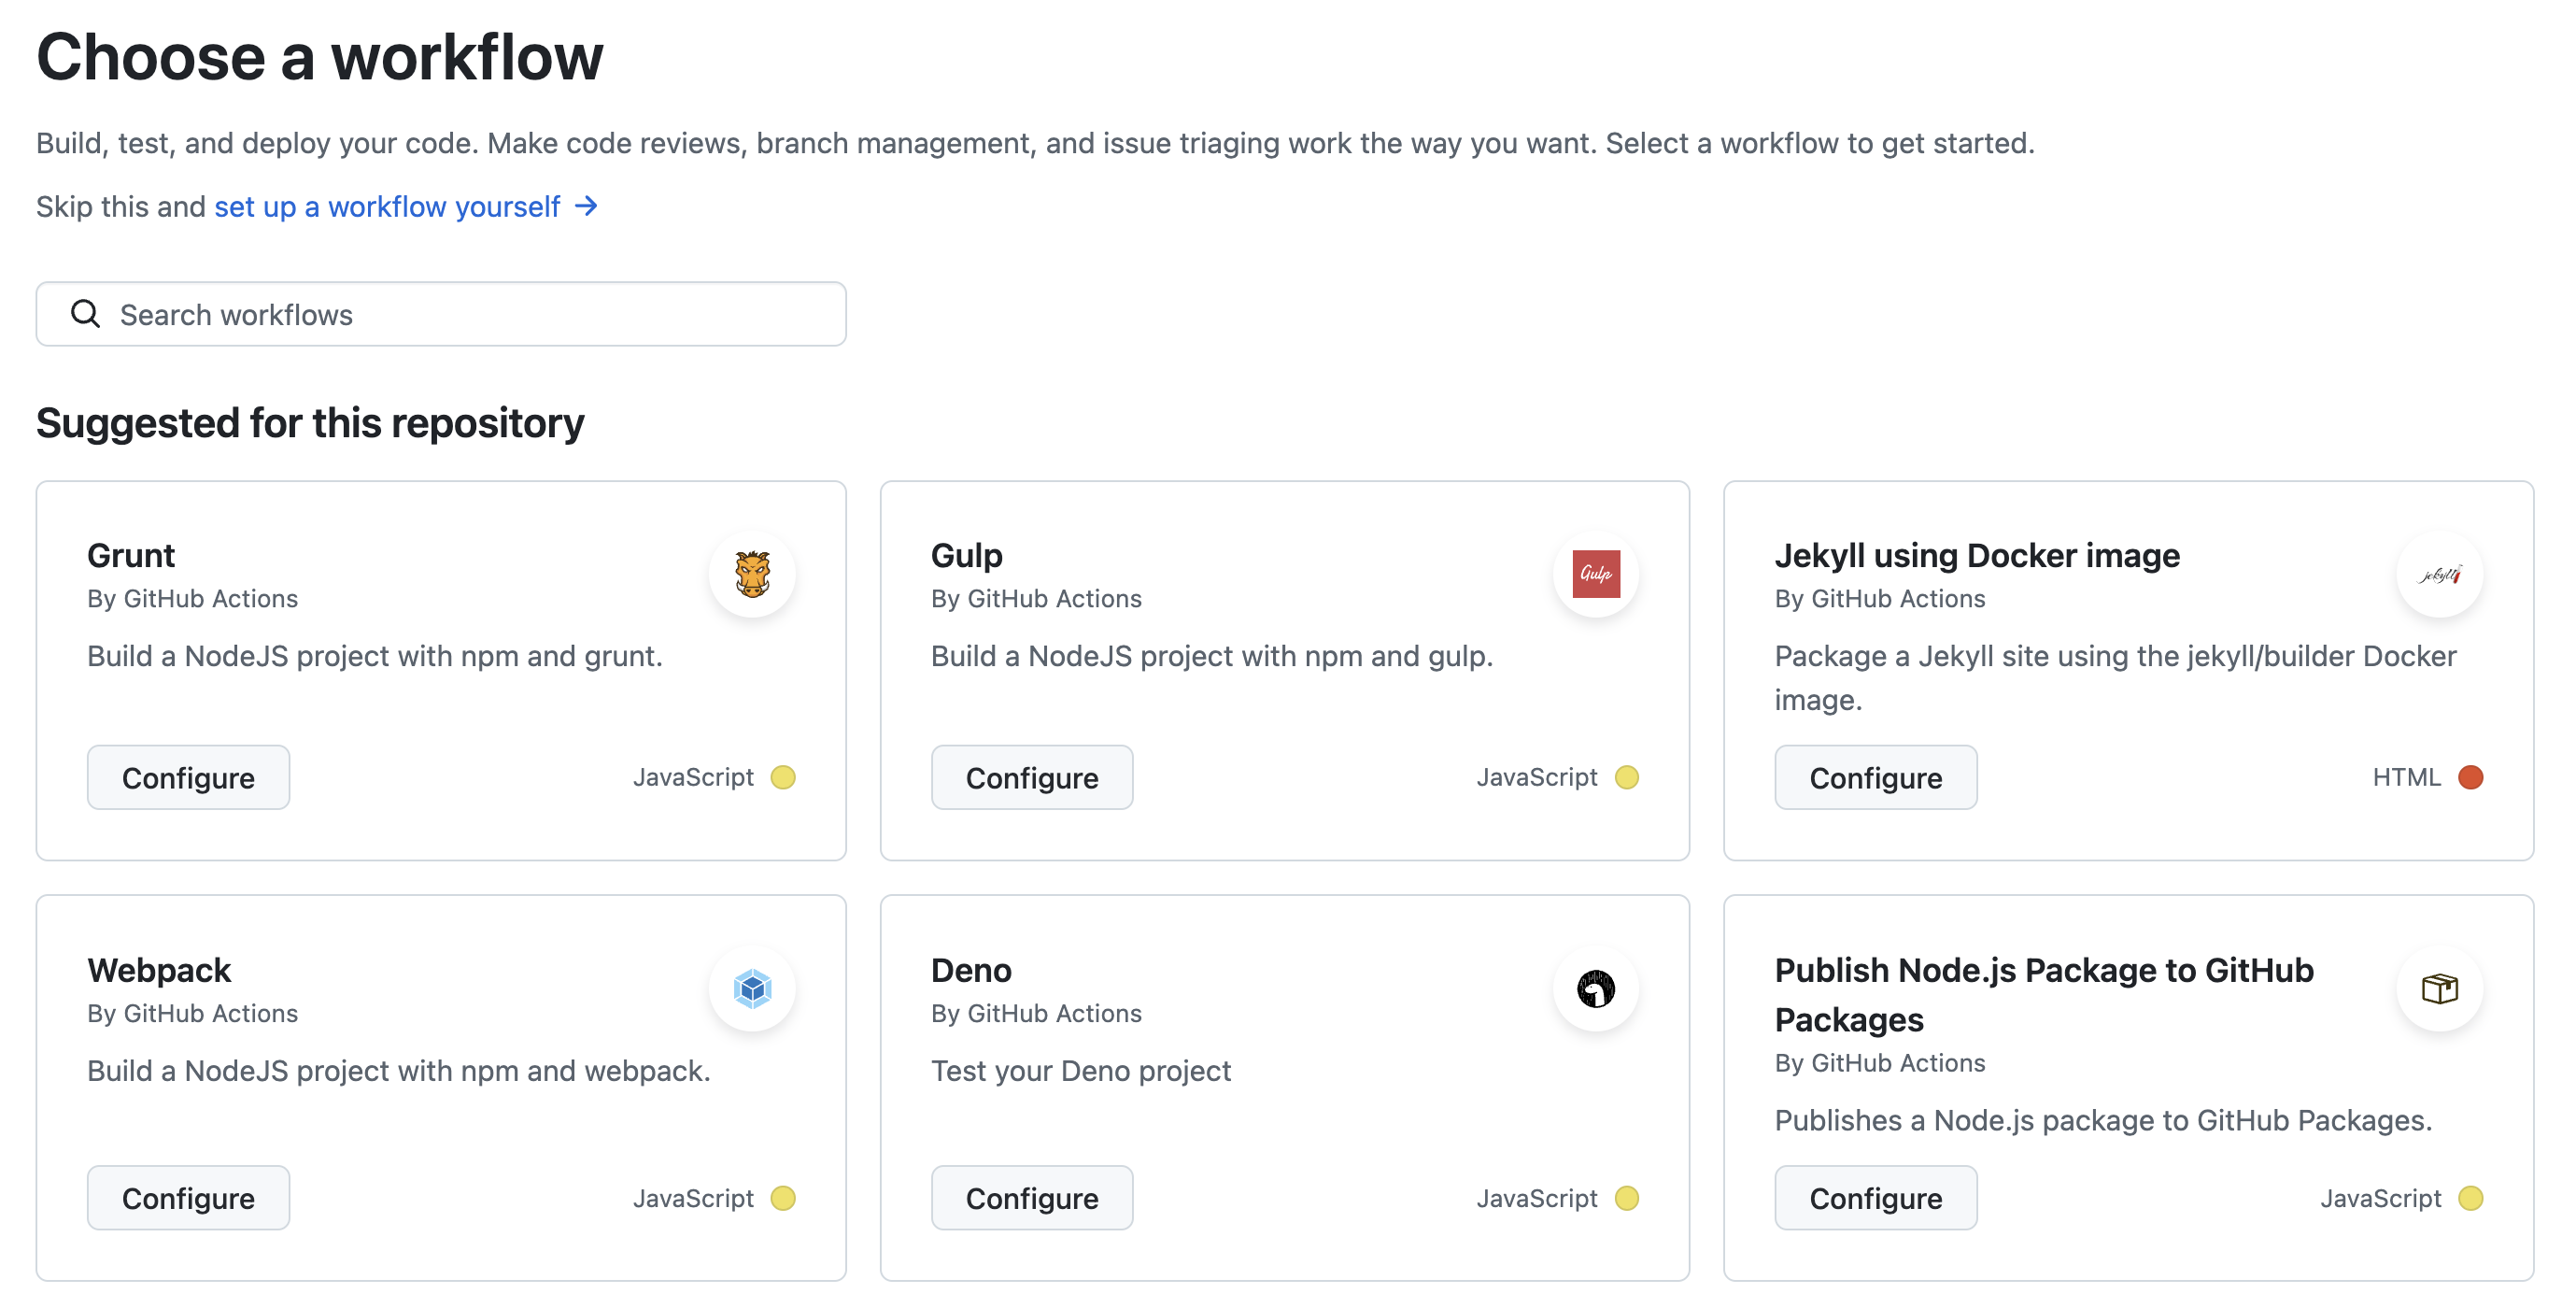 Choose a workflow
Build, test, and deploy your code. Make code reviews, branch management, and issue triaging work the way you want. Select a workflow to get started.
Skip this and set up a workflow yourself →
Search workflows
Suggested for this repository
Grunt
By GitHub Actions
Build a NodeJS project with npm and grunt.
Configure
JavaScript
Gulp
By GitHub Actions
Gulp
Build a NodeJS project with npm and gulp.
Configure
JavaScript
Jekyll using Docker image
By GitHub Actions
jekyll
Package a Jekyll site using the jekyll/builder Docker
image.
Configure
HTML
Webpack
By GitHub Actions
Build a NodeJS project with npm and webpack.
Configure
JavaScript
Deno
By GitHub Actions
Test your Deno project
Configure
JavaScript
Publish Node.js Package to GitHub
Packages
By GitHub Actions
Publishes a Node.js package to GitHub Packages.
Configure
JavaScript